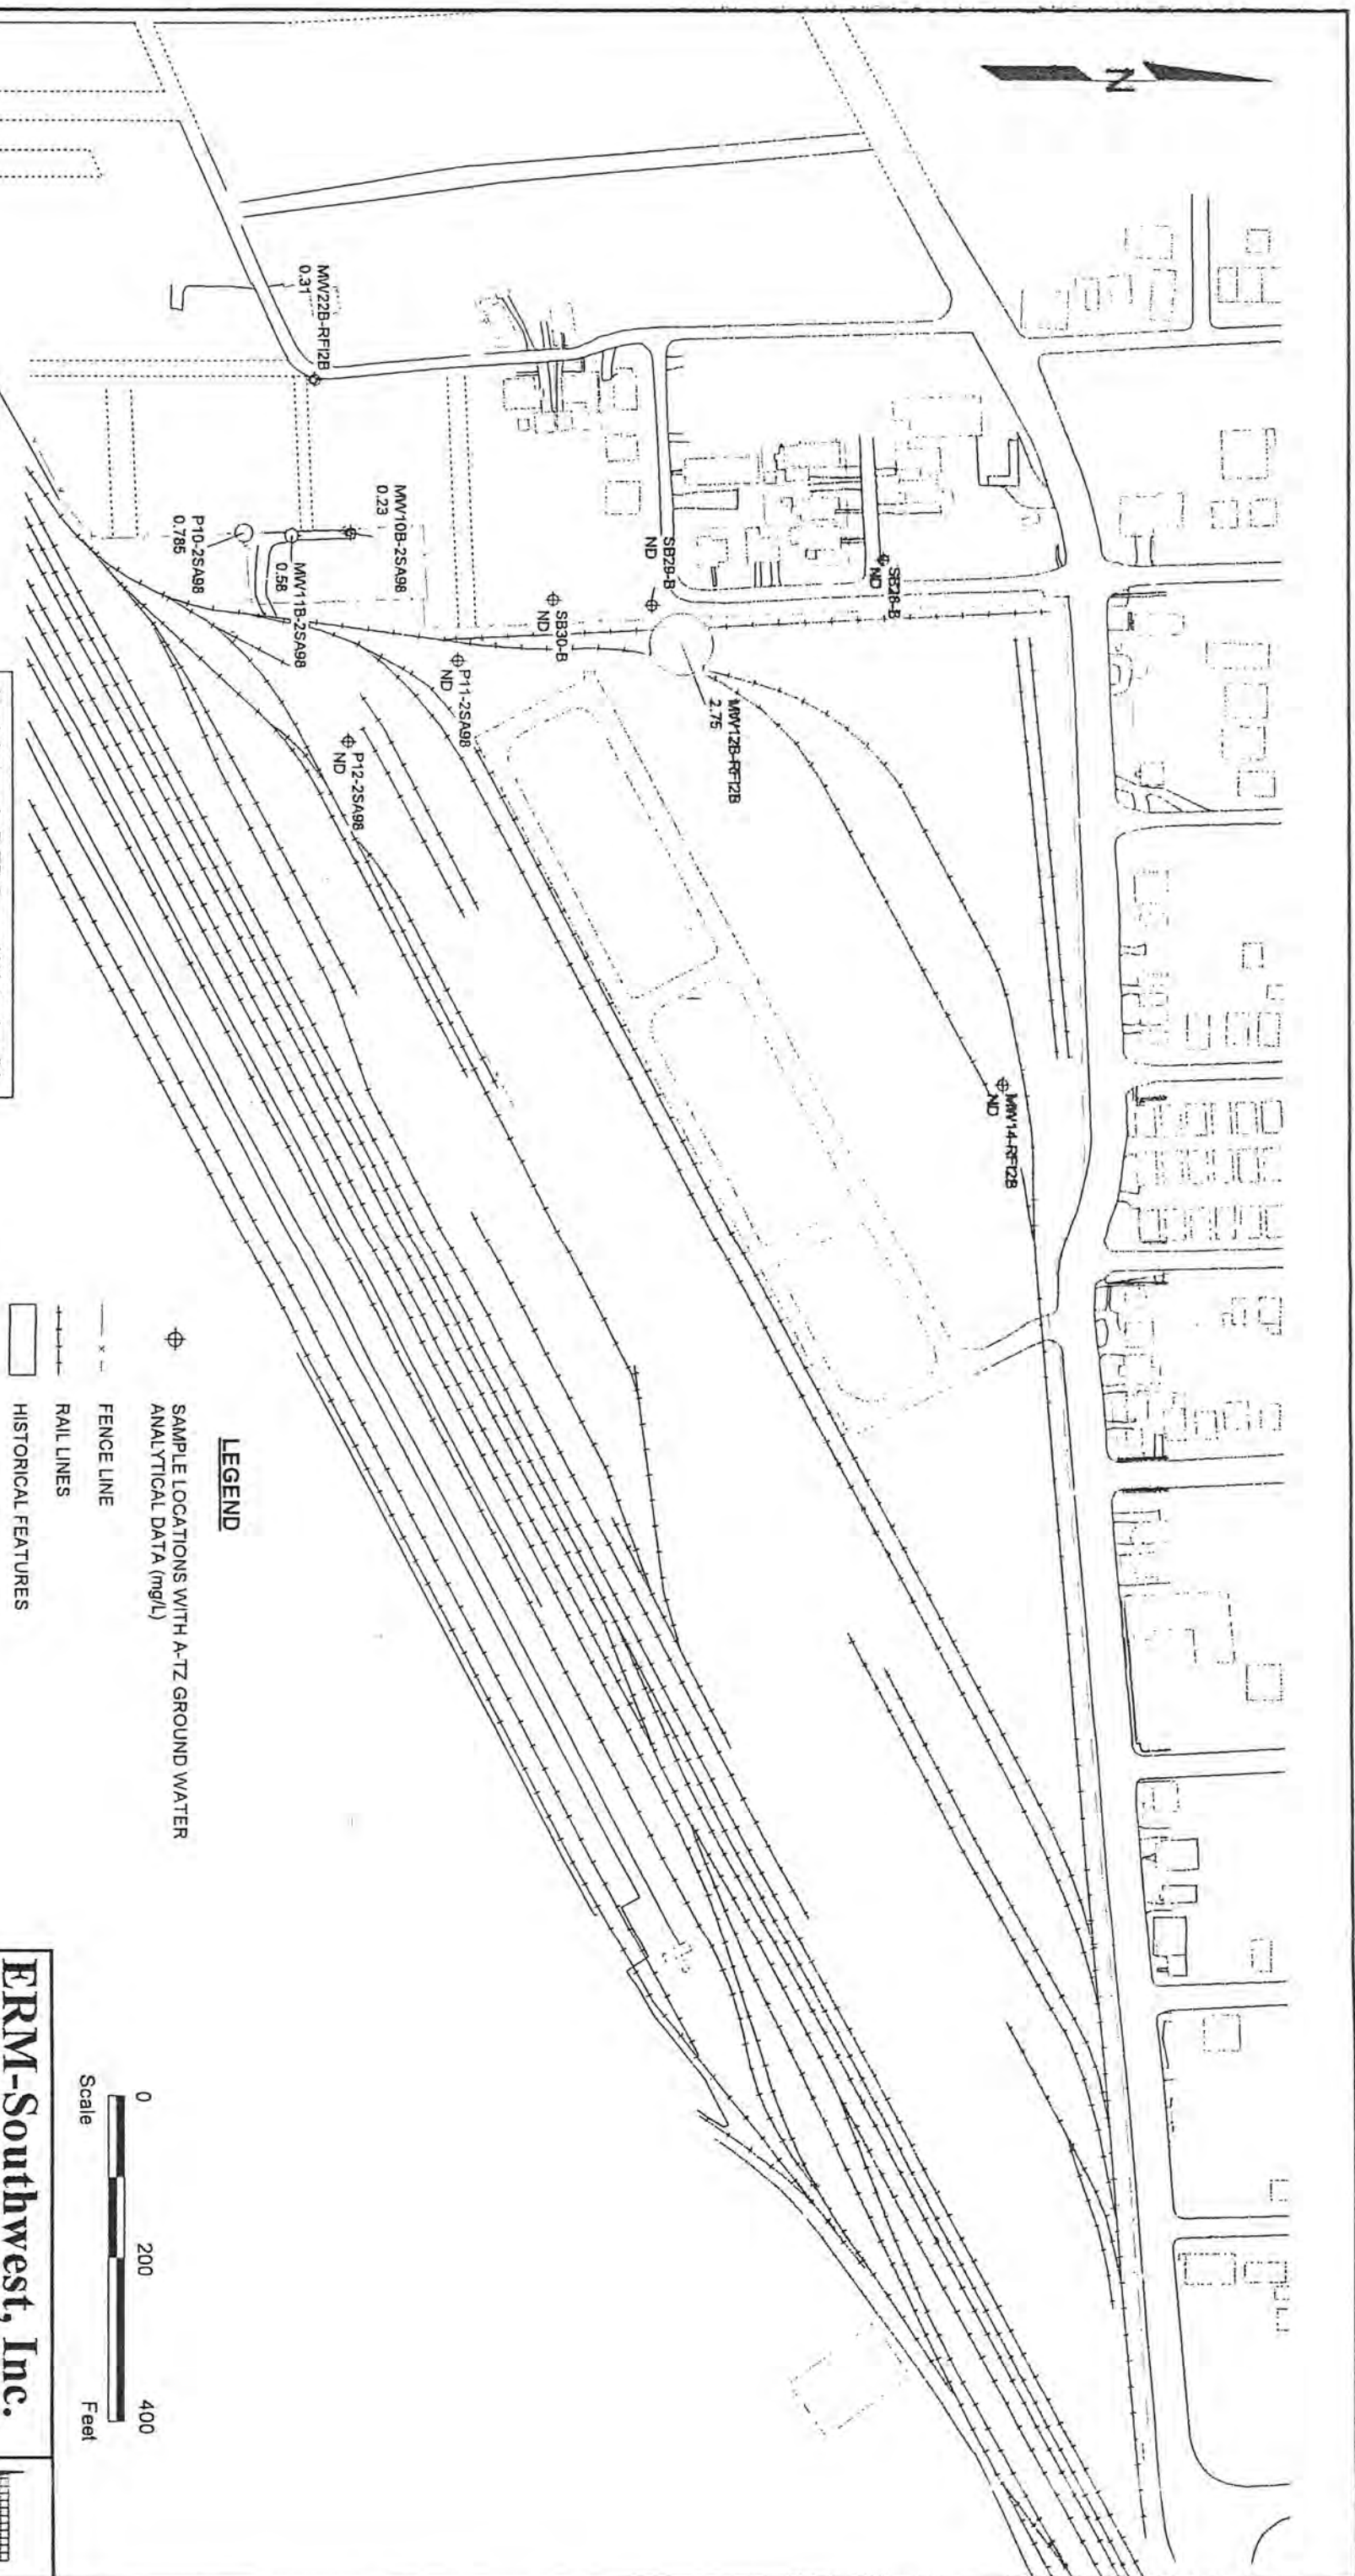 N
MW22B-RFI2B
0.31
MW10B-2SA98
0.23
P10-2SA98
0.785
MW11B-2SA98
0.58
SB28-B
ND
SB29-B
ND
SB30-B
ND
P11-2SA98
ND
P12-2SA98
ND
MW12B-RFI2B
2.75
MW14-RFI2B
ND
LEGEND
SAMPLE LOCATIONS WITH A-TZ GROUND WATER
ANALYTICAL DATA (mg/L)
FENCE LINE
RAIL LINES
HISTORICAL FEATURES
0 200 400
Scale Feet
ERM-Southwest, Inc.